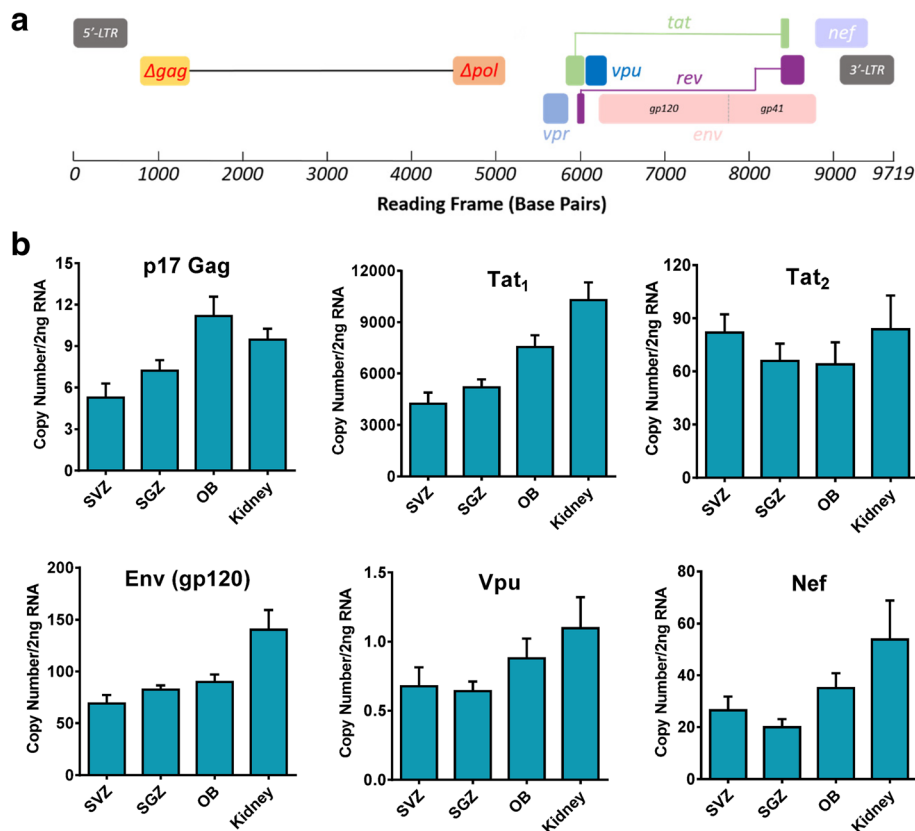 a
5'-LTR
tat
nef
Δgag
Δpol
vpu
rev
3'-LTR
vpr
gp120
gp41
env
0 1000 2000 3000 4000 5000 6000 7000 8000 9000 9719
Reading Frame (Base Pairs)
b
p17 Gag
Copy Number/2ng RNA
15
12
9
6
3
0
SVZ SGZ OB Kidney
Tat1
Copy Number/2ng RNA
12000
9000
6000
3000
0
SVZ SGZ OB Kidney
Tat2
Copy Number/2ng RNA
120
90
60
30
0
SVZ SGZ OB Kidney
Env (gp120)
Copy Number/2ng RNA
200
150
100
50
0
SVZ SGZ OB Kidney
Vpu
Copy Number/2ng RNA
1.5
1.0
0.5
0.0
SVZ SGZ OB Kidney
Nef
Copy Number/2ng RNA
80
60
40
20
0
SVZ SGZ OB Kidney